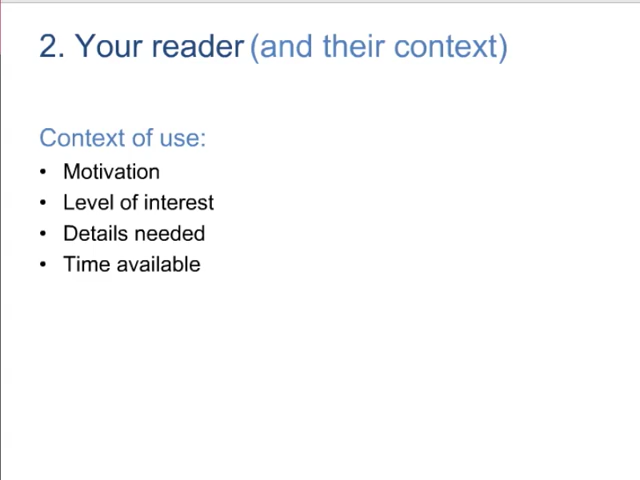 2. Your reader (and their context)
Context of use:
• Motivation
• Level of interest
• Details needed
• Time available